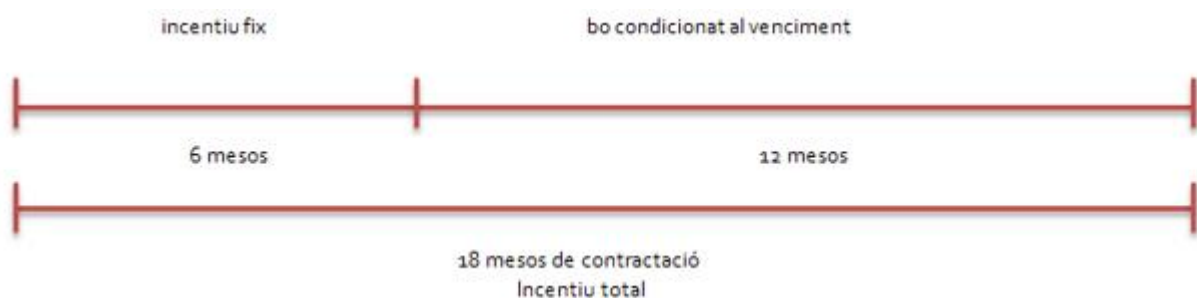 incentiu fix
bo condicionat al venciment
6 mesos
12 mesos
18 mesos de contractació
Incentiu total